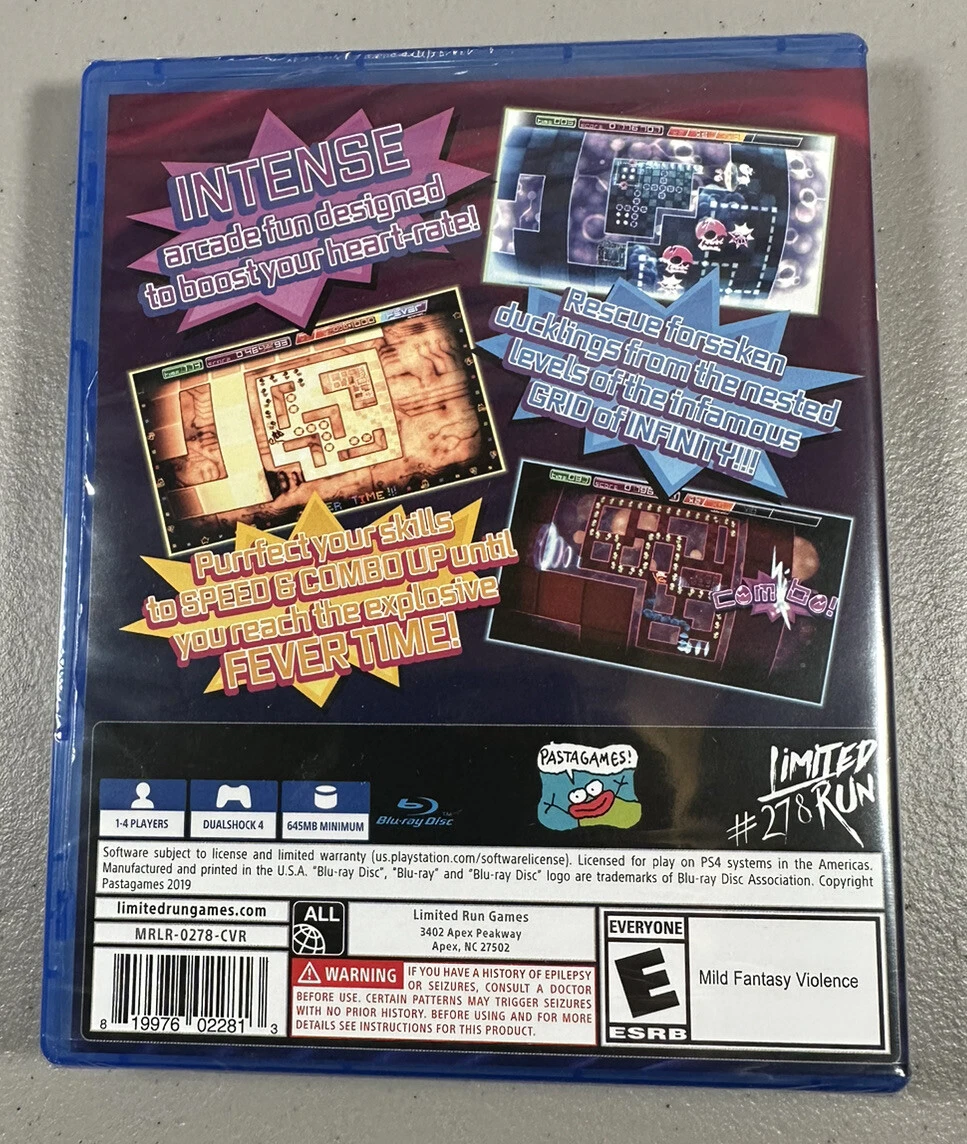 INTENSE
arcade fun designed
to boost your heart-rate!
Rescue forsaken
ducklings from the nested
levels of the infamous
GRID of INFINITY!!!!
TIME!!!
Purrfect your skills
to SPEED & COMBO UP until
you reach the explosive
FEVER TIME!
COMBO!
PASTAGAMES!
LIMITED
RUN
#278
1-4 PLAYERS
DUALSHOCK 4
645MB MINIMUM
Blu-ray Disc
Software subject to license and limited warranty (us.playstation.com/softwarelicense). Licensed for play on PS4 systems in the Americas.
Manufactured and printed in the U.S.A. "Blu-ray Disc", "Blu-ray" and "Blu-ray Disc" logo are trademarks of Blu-ray Disc Association. Copyright
Pastagames 2019
limitedrungames.com
MRLR-0278-CVR
8 19976 02281 3
ALL
Limited Run Games
3402 Apex Peakway
Apex, NC 27502
WARNING IF YOU HAVE A HISTORY OF EPILEPSY
OR SEIZURES, CONSULT A DOCTOR
BEFORE USE. CERTAIN PATTERNS MAY TRIGGER SEIZURES
WITH NO PRIOR HISTORY. BEFORE USING AND FOR MORE
DETAILS SEE INSTRUCTIONS FOR THIS PRODUCT.
EVERYONE
E
ESRB
Mild Fantasy Violence